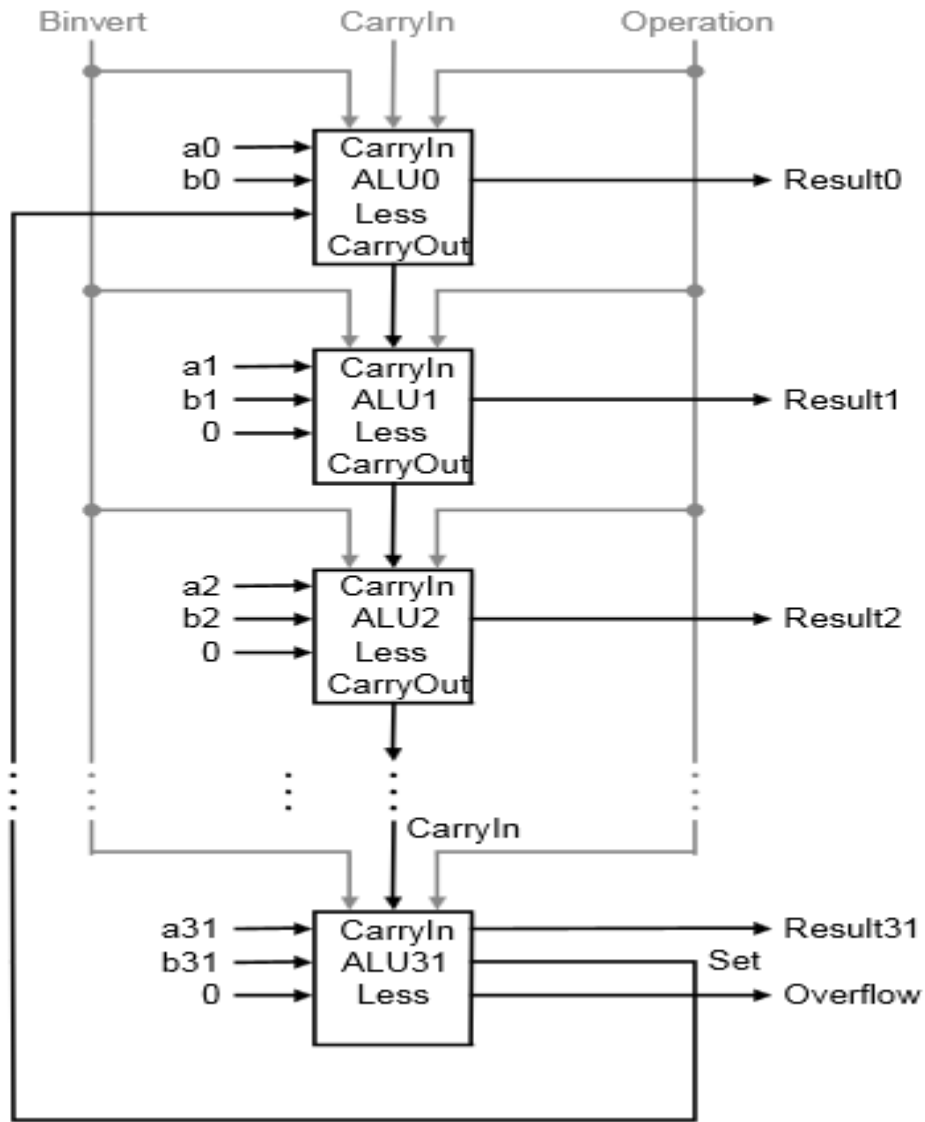 Binvert CarryIn Operation
a0 CarryIn
b0 ALU0 Result0
Less
CarryOut
a1 CarryIn
b1 ALU1 Result1
0 Less
CarryOut
a2 CarryIn
b2 ALU2 Result2
0 Less
CarryOut
CarryIn
a31 CarryIn Result31
b31 ALU31 Set
0 Less Overflow